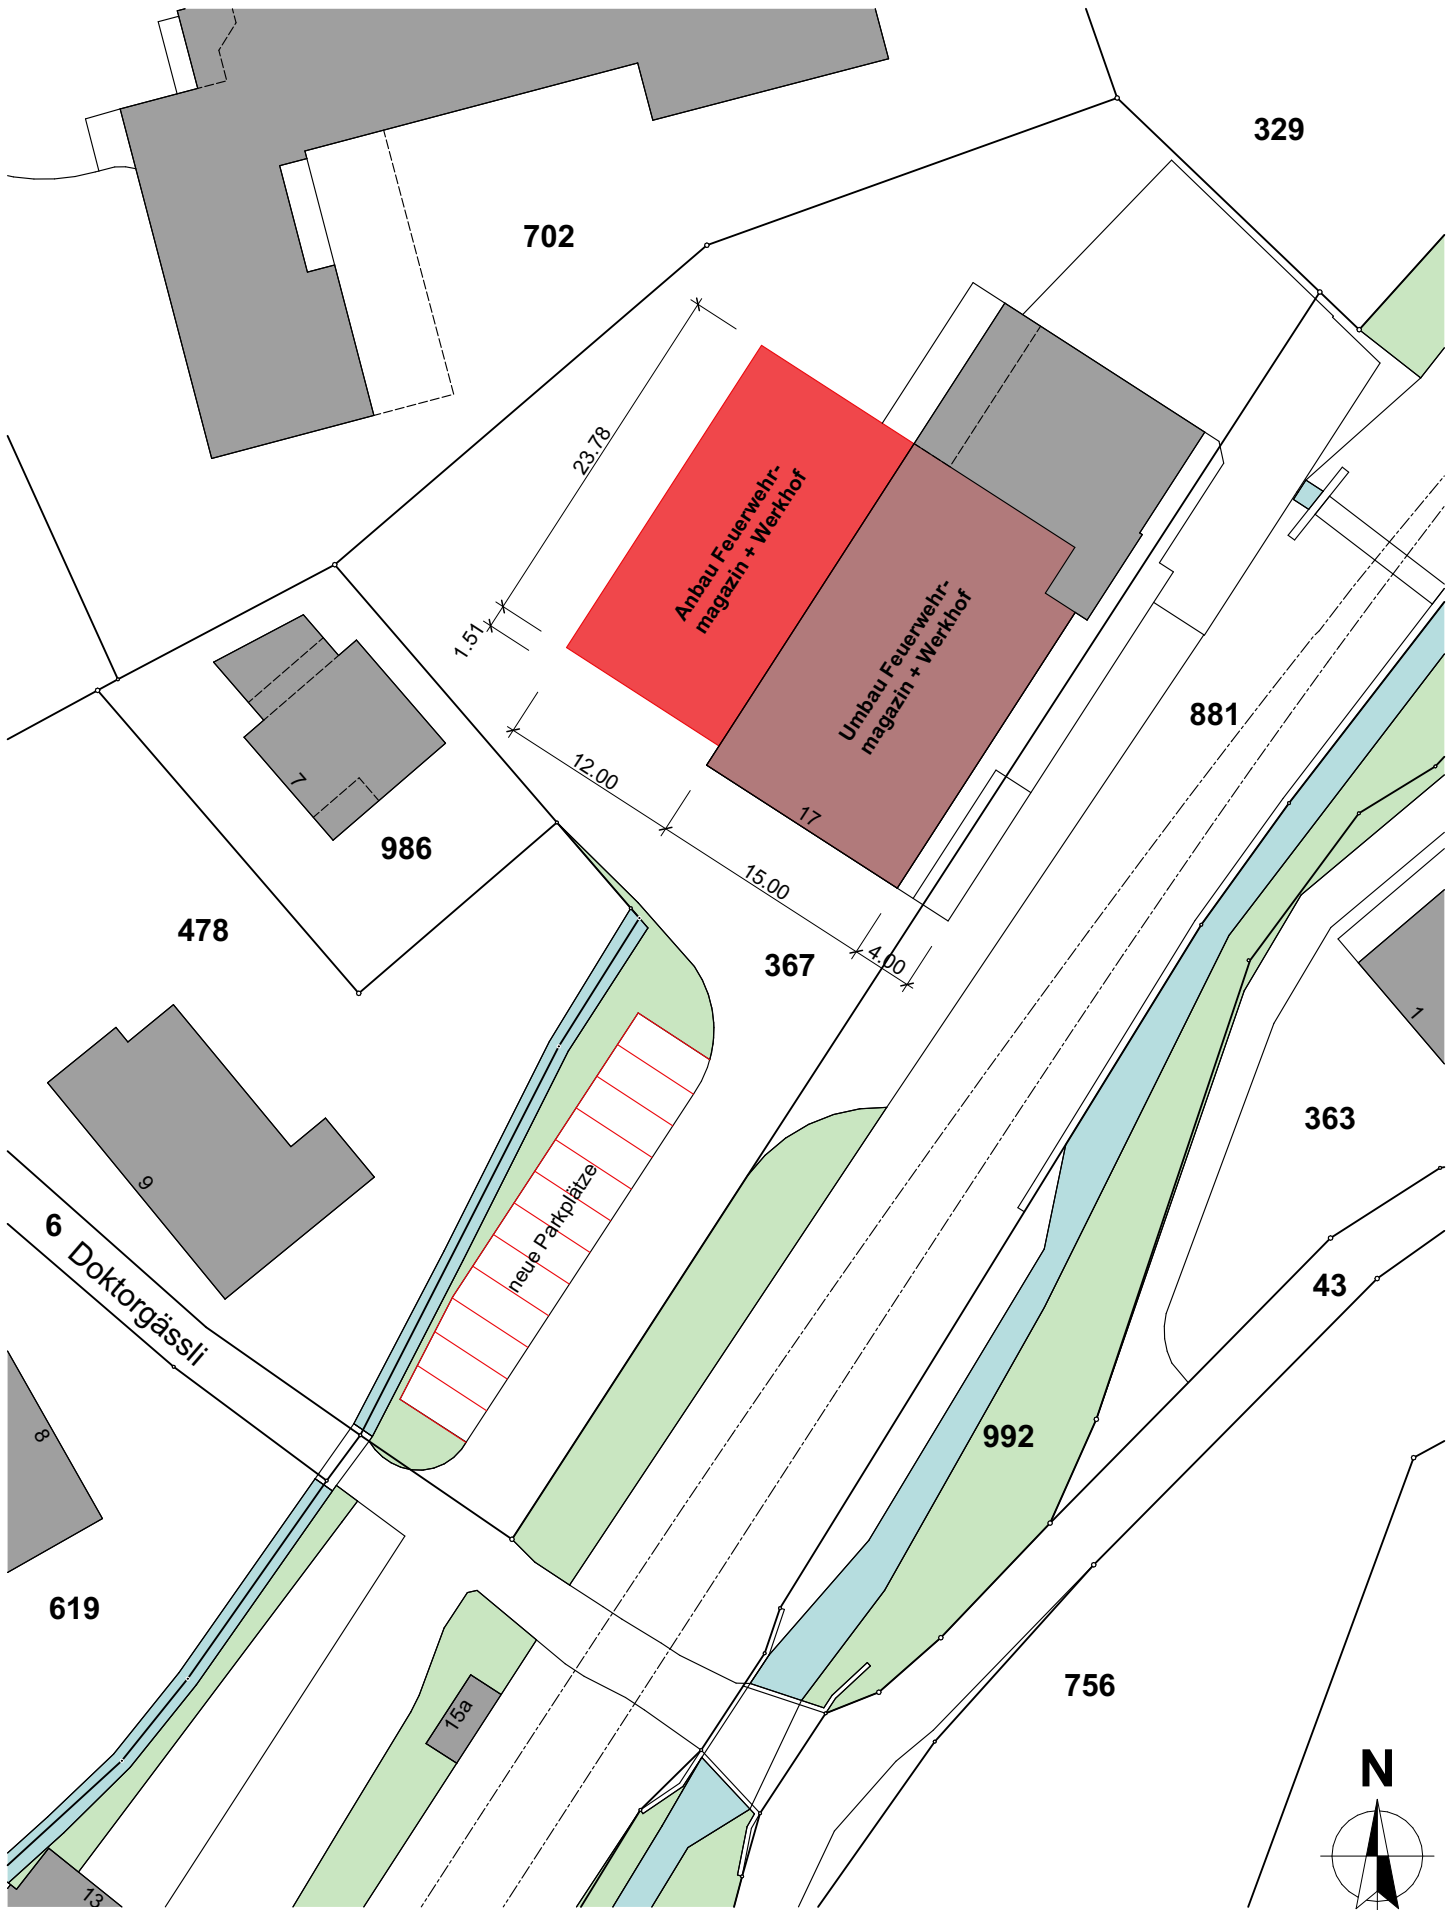 329
702
23.78
Anbau Feuerwehr-
magazin + Werkhof
1.51
Umbau Feuerwehr-
magazin + Werkhof
881
7
12.00
17
986
15.00
478
4.00
367
1
363
9
neue Parkplätze
6 Doktorgässli
43
8
992
619
756
15a
N
13